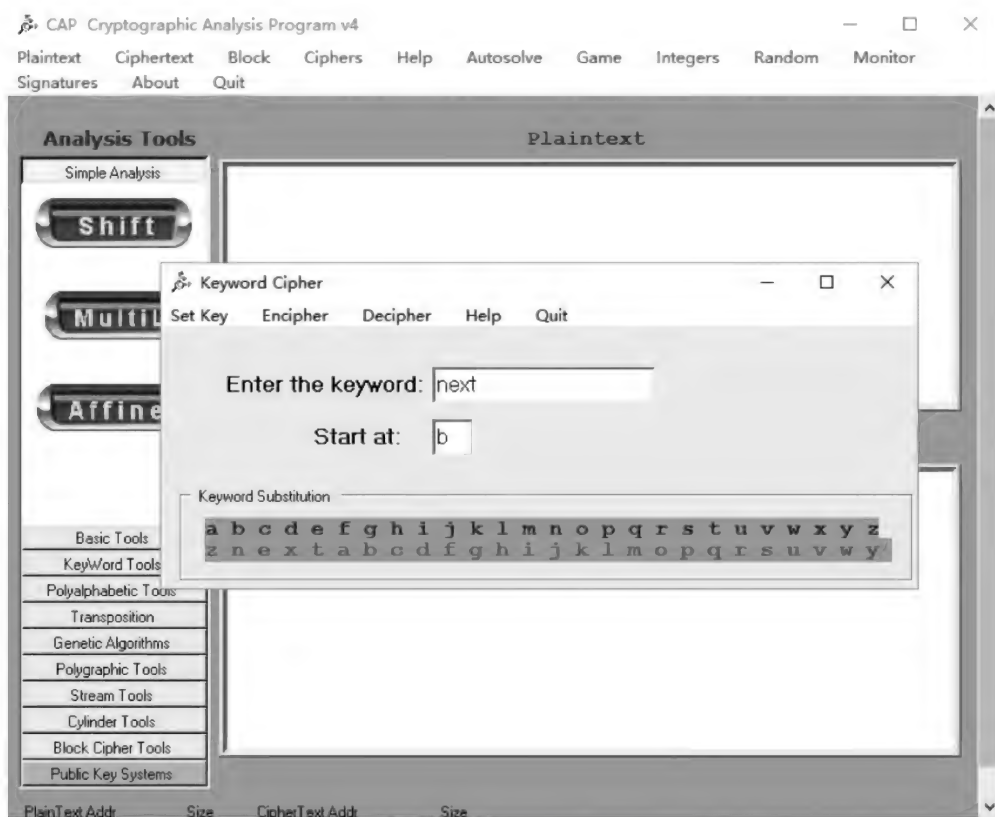 CAP Cryptographic Analysis Program v4
Plaintext Ciphertext Block Ciphers Help Autosolve Game Integers Random Monitor
Signatures About Quit
Analysis Tools
Plaintext
Simple Analysis
Shift
Keyword Cipher
Set Key Encipher Decipher Help Quit
Enter the keyword: next
Affine
Start at: b
Keyword Substitution
a b c d e f g h i j k l m n o p q r s t u v w x y z
z n e x t a b c d f g h i j k l m o p q r s u v w y
Basic Tools
KeyWord Tools
Polyalphabetic Tools
Transposition
Genetic Algorithms
Polygraphic Tools
Stream Tools
Cylinder Tools
Block Cipher Tools
Public Key Systems
PlainText Addr Size CipherText Addr Size